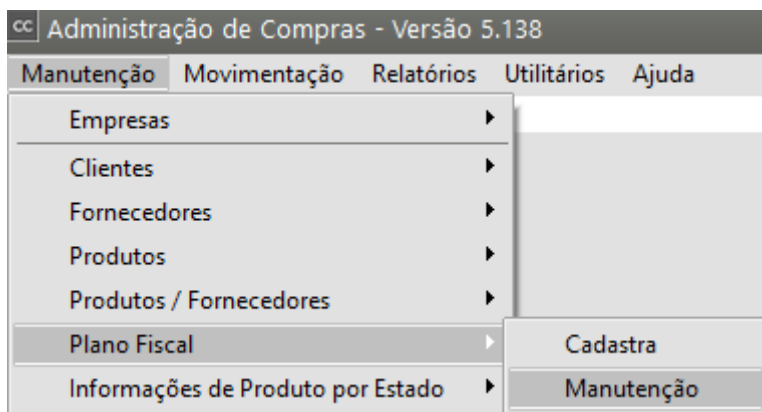 cc Administração de Compras - Versão 5.138
Manutenção Movimentação Relatórios Utilitários Ajuda
Empresas
Clientes
Fornecedores
Produtos
Produtos / Fornecedores
Plano Fiscal
Cadastra
Informações de Produto por Estado
Manutenção